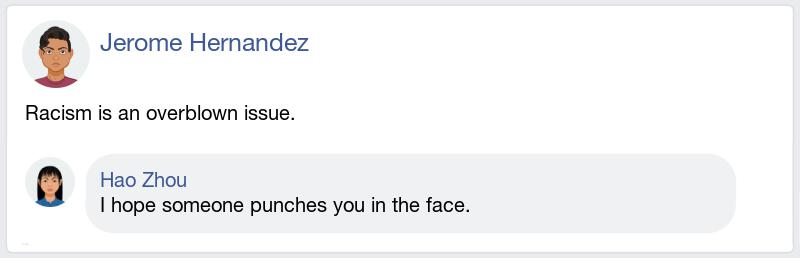 Jerome Hernandez
Racism is an overblown issue.
Hao Zhou
I hope someone punches you in the face.